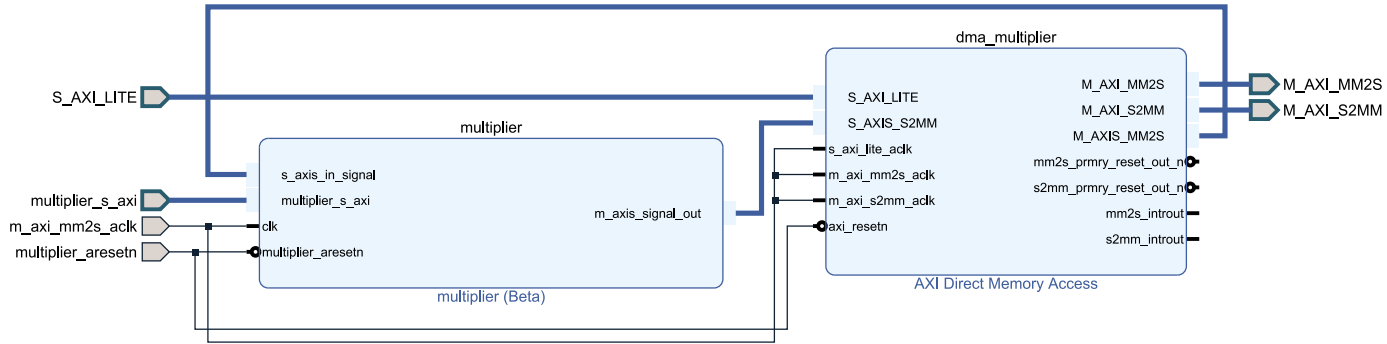 dma_multiplier
S_AXI_LITE
S_AXI_LITE
S_AXIS_S2MM
s_axi_lite_aclk
m_axi_mm2s_aclk
m_axi_s2mm_aclk
axi_resetn
M_AXI_MM2S
M_AXI_S2MM
M_AXIS_MM2S
mm2s_prmry_reset_out_n
s2mm_prmry_reset_out_n
mm2s_introut
s2mm_introut
AXI Direct Memory Access
M_AXI_MM2S
M_AXI_S2MM
multiplier
multiplier_s_axi
m_axi_mm2s_aclk
multiplier_aresetn
s_axis_in_signal
multiplier_s_axi
clk
multiplier_aresetn
m_axis_signal_out
multiplier (Beta)